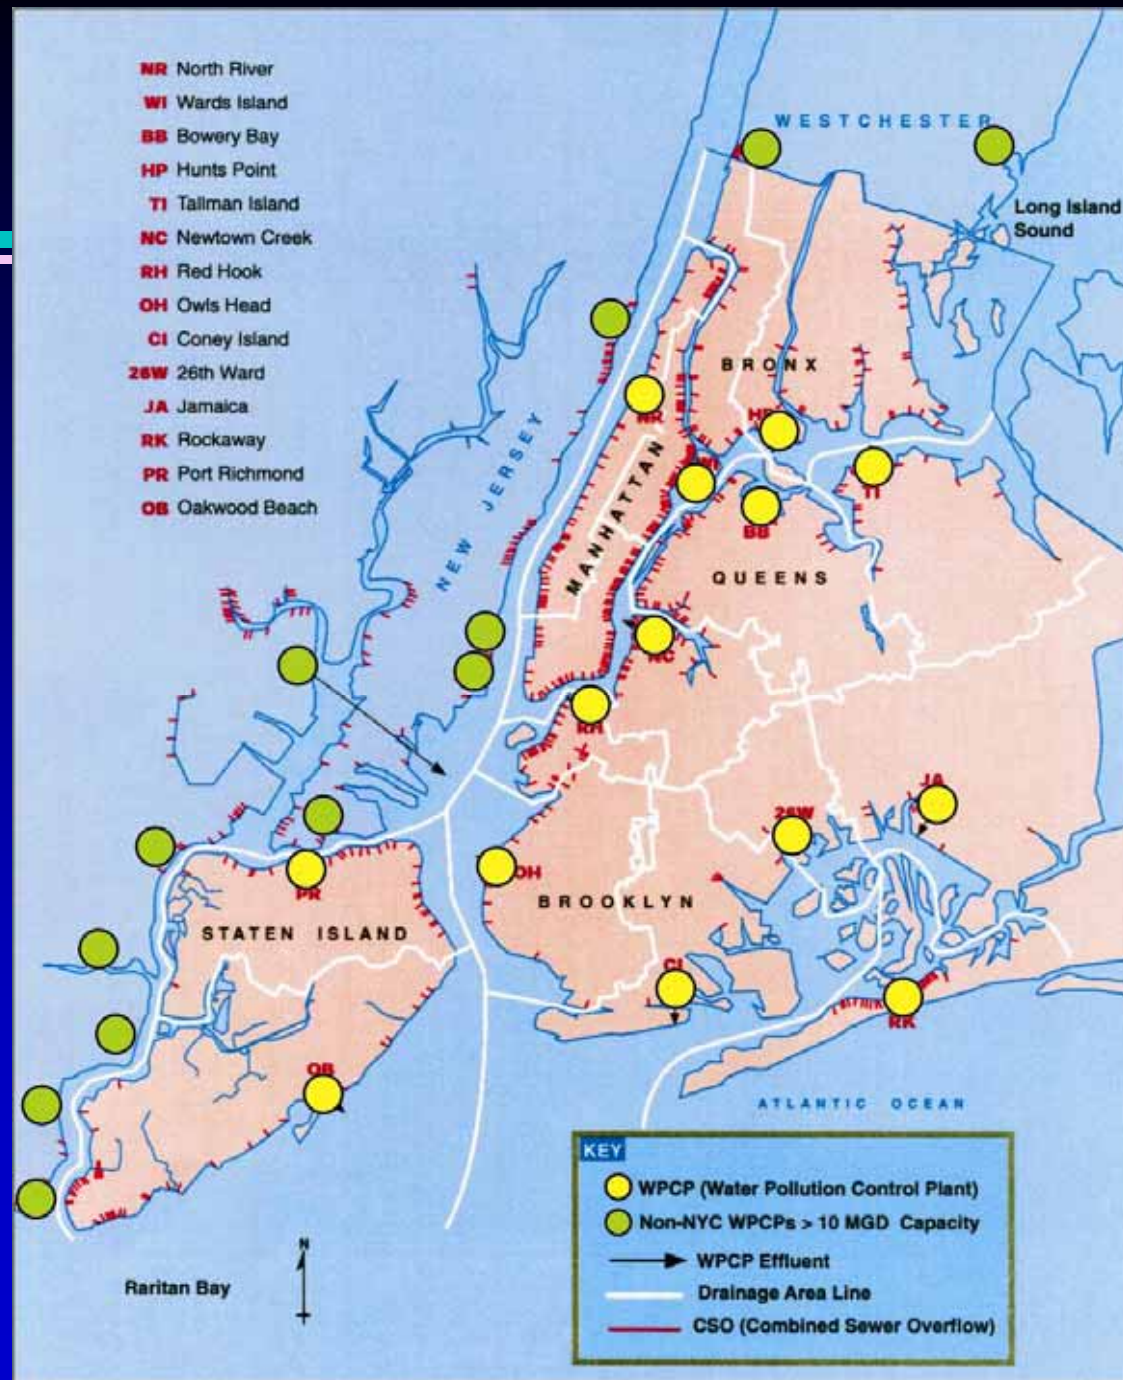 NR North River
WI Wards Island
BB Bowery Bay
HP Hunts Point
TI Tallman Island
NC Newtown Creek
RH Red Hook
OH Owls Head
CI Coney Island
26W 26th Ward
JA Jamaica
RK Rockaway
PR Port Richmond
OB Oakwood Beach
WESTCHESTER
Long Island
Sound
BRONX
NEW JERSEY
NR
HP
MANHATTAN
WI
TI
BB
QUEENS
NC
RH
JA
26W
OH
PR
BROOKLYN
STATEN ISLAND
CI
RK
OB
ATLANTIC OCEAN
KEY
WPCP (Water Pollution Control Plant)
Non-NYC WPCPs > 10 MGD Capacity
WPCP Effluent
Drainage Area Line
CSO (Combined Sewer Overflow)
N
Raritan Bay